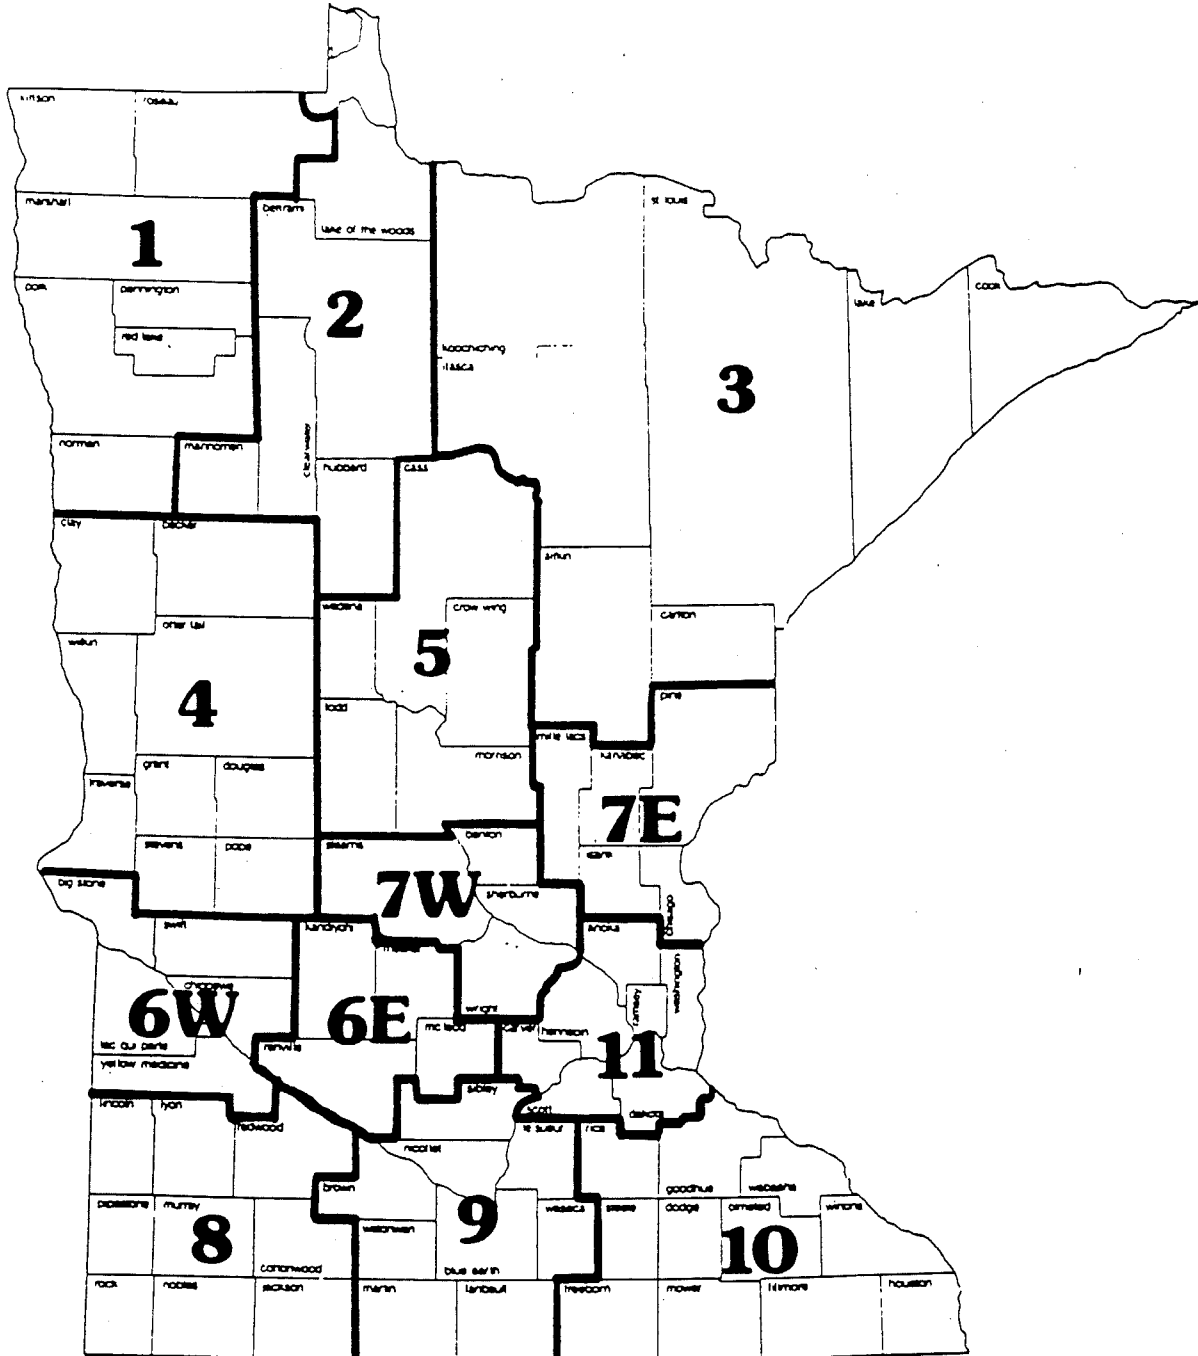 kittson
roseau
marshall
beltrami
lake of the woods
1
polk
pennington
red lake
2
st louis
cook
lake
koochiching
itasca
3
norman
mahnomen
clearwater
hubbard
cass
clay
becker
aitkin
wadena
crow wing
carlton
otter tail
wilkin
5
4
todd
pine
mille lacs
kanabec
morrison
grant
douglas
traverse
7E
benton
stevens
pope
stearns
isanti
big stone
7W
sherburne
chisago
swift
kandiyohi
anoka
meeker
washington
chippewa
ramsey
6W
6E
wright
mc leod
carver
hennepin
lac qui parle
renville
11
yellow medicine
sibley
lincoln
lyon
scott
dakota
redwood
le sueur
rice
nicollet
brown
goodhue
wabasha
pipestone
murray
waseca
steele
dodge
olmsted
winona
watonwan
9
8
10
cottonwood
blue earth
rock
nobles
jackson
martin
faribault
freeborn
mower
fillmore
houston